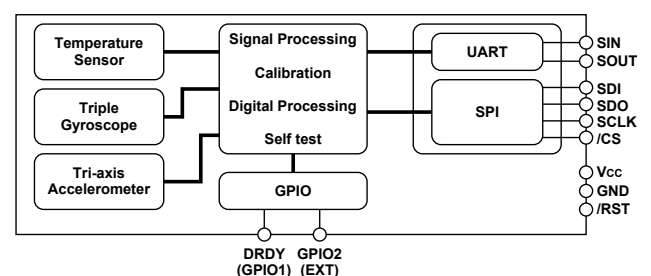 Temperature
Sensor
Triple
Gyroscope
Tri-axis
Accelerometer
Signal Processing
Calibration
Digital Processing
Self test
GPIO
UART
SPI
SIN
SOUT
SDI
SDO
SCLK
/CS
Vcc
GND
/RST
DRDY
(GPIO1)
GPIO2
(EXT)